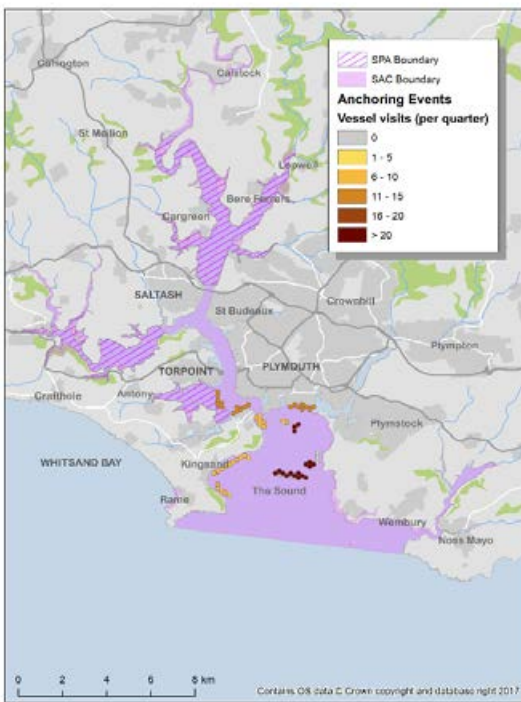 Callington
Calstock
St Mellion
Lopwell
Bere Ferrers
Cargreen
SALTASH
St Budeaux
Crownhill
Plympton
TORPOINT
PLYMOUTH
Antony
Crafthole
Plymstock
WHITSAND BAY
Kingsand
The Sound
Rame
Wembury
Noss Mayo
SPA Boundary
SAC Boundary
Anchoring Events
Vessel visits (per quarter)
0
1 - 5
6 - 10
11 - 15
16 - 20
> 20
0 2 4 6 8 km
Contains OS data © Crown copyright and database right 2017